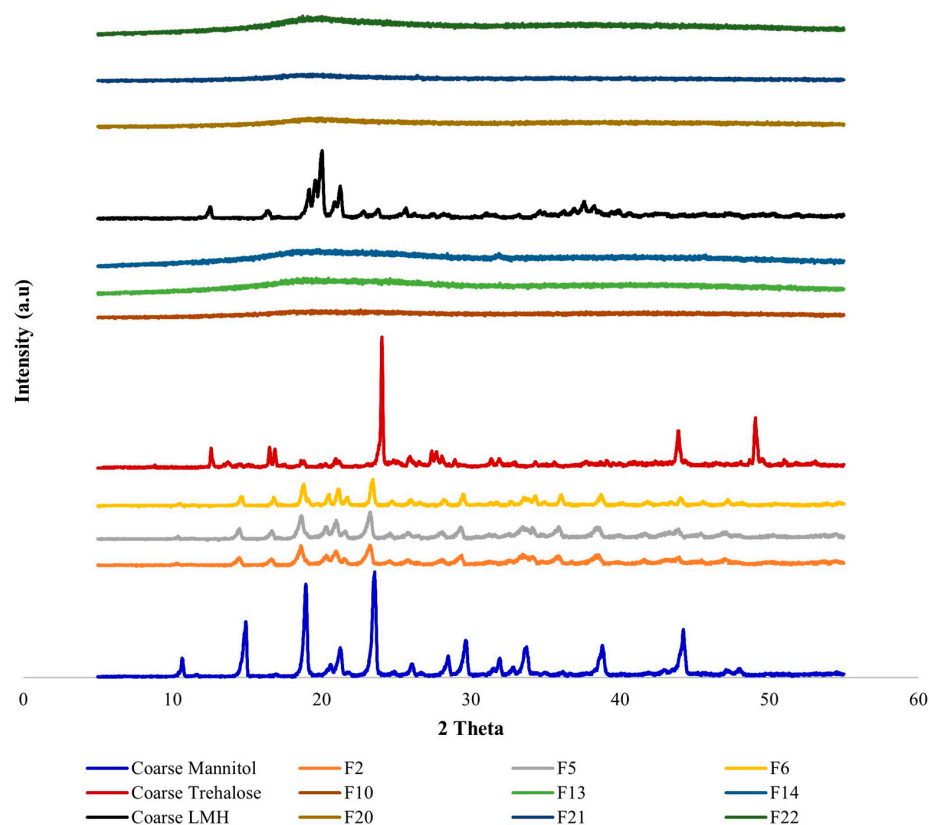 Intensity (a.u)
0 10 20 30 40 50 60
2 Theta
Coarse Mannitol F2 F5 F6
Coarse Trehalose F10 F13 F14
Coarse LMH F20 F21 F22